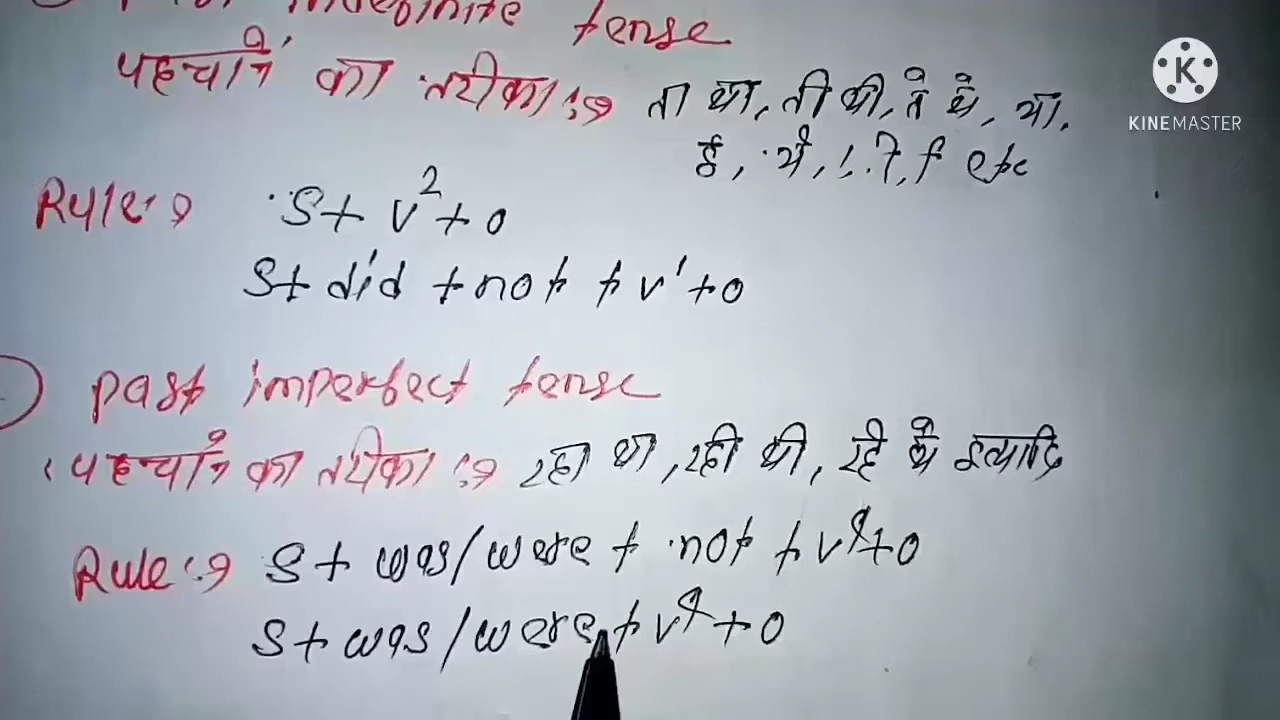 indefinite tense
पहचानें का तरीका :→ ता था, ती थी, ते थे, या,
ई, ये, !, ?, f etc
KINEMASTER
Rule :→ S + V² + O
S + did + not + V¹ + O
Past imperfect tense
पहचानें का तरीका :→ रहा था, रही थी, रहे थे इत्यादि
Rule :→ S + was/were + not + V⁴ + O
S + was/were + V⁴ + O